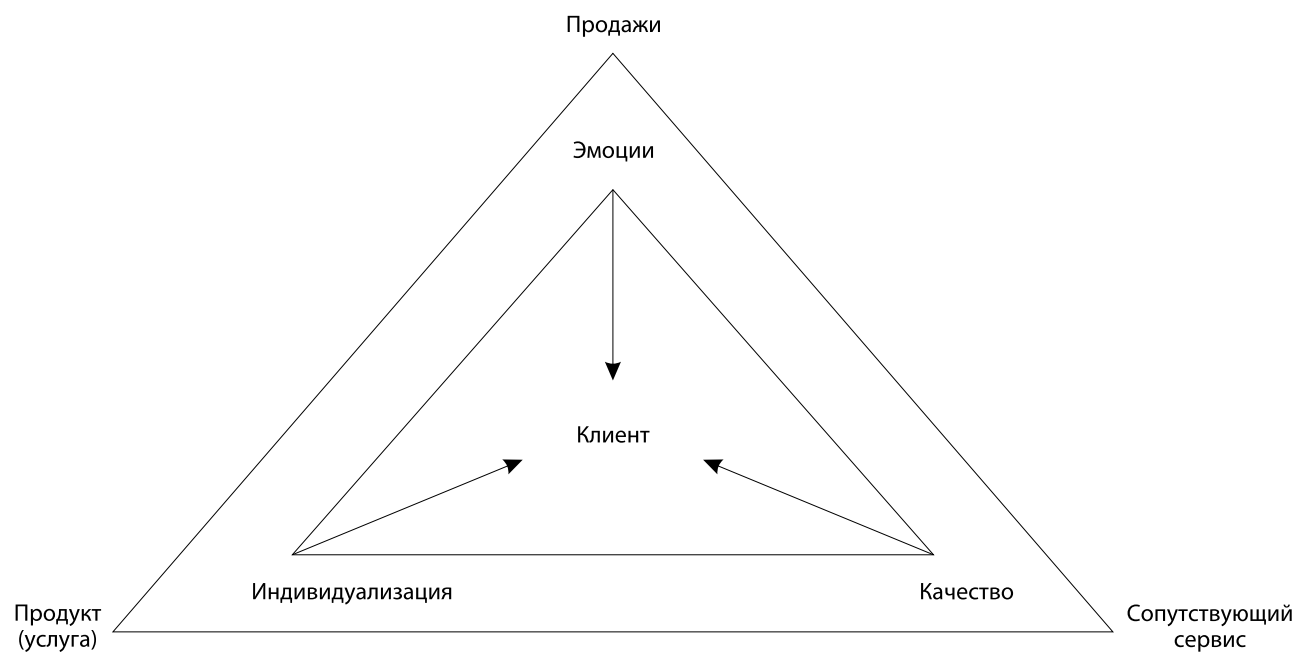 Продажи
Эмоции
Клиент
Индивидуализация
Качество
Продукт
(услуга)
Сопутствующий
сервис